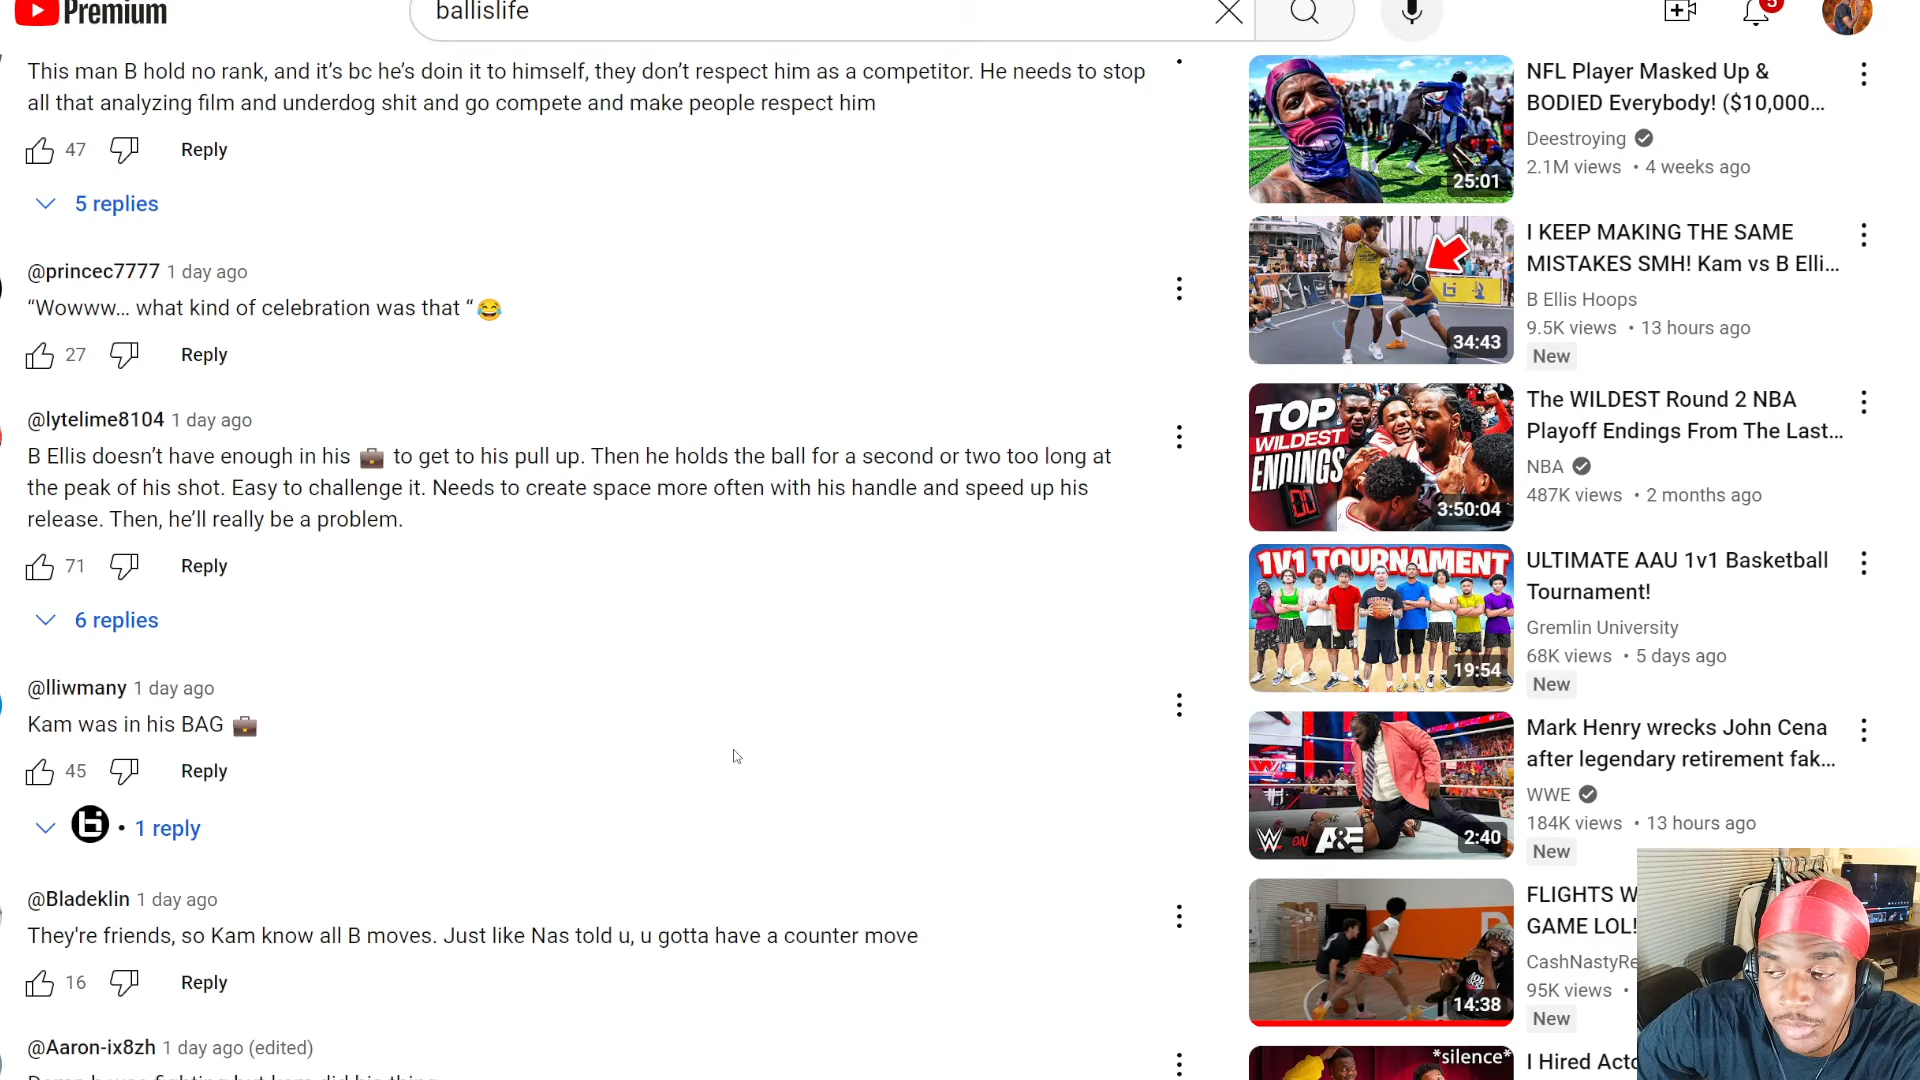 Premium
ballislife
5
This man B hold no rank, and it's bc he's doin it to himself, they don't respect him as a competitor. He needs to stop
all that analyzing film and underdog shit and go compete and make people respect him
47
Reply
5 replies
@princec7777 1 day ago
“Wowww... what kind of celebration was that “😂
27
Reply
@lytelime8104 1 day ago
B Ellis doesn't have enough in his 💼 to get to his pull up. Then he holds the ball for a second or two too long at
the peak of his shot. Easy to challenge it. Needs to create space more often with his handle and speed up his
release. Then, he'll really be a problem.
71
Reply
6 replies
@lliwmany 1 day ago
Kam was in his BAG 💼
45
Reply
• 1 reply
@Bladeklin 1 day ago
They're friends, so Kam know all B moves. Just like Nas told u, u gotta have a counter move
16
Reply
@Aaron-ix8zh 1 day ago (edited)
25:01
NFL Player Masked Up &
BODIED Everybody! ($10,000...
Deestroying
2.1M views • 4 weeks ago
34:43
I KEEP MAKING THE SAME
MISTAKES SMH! Kam vs B Elli...
B Ellis Hoops
9.5K views • 13 hours ago
New
TOP
WILDEST
ENDINGS
3:50:04
The WILDEST Round 2 NBA
Playoff Endings From The Last...
NBA
487K views • 2 months ago
1V1 TOURNAMENT
19:54
ULTIMATE AAU 1v1 Basketball
Tournament!
Gremlin University
68K views • 5 days ago
New
W ON A&E
2:40
Mark Henry wrecks John Cena
after legendary retirement fak...
WWE
184K views • 13 hours ago
New
14:38
FLIGHTS W
GAME LOL!
CashNastyRe
95K views •
New
*silence*
I Hired Acto